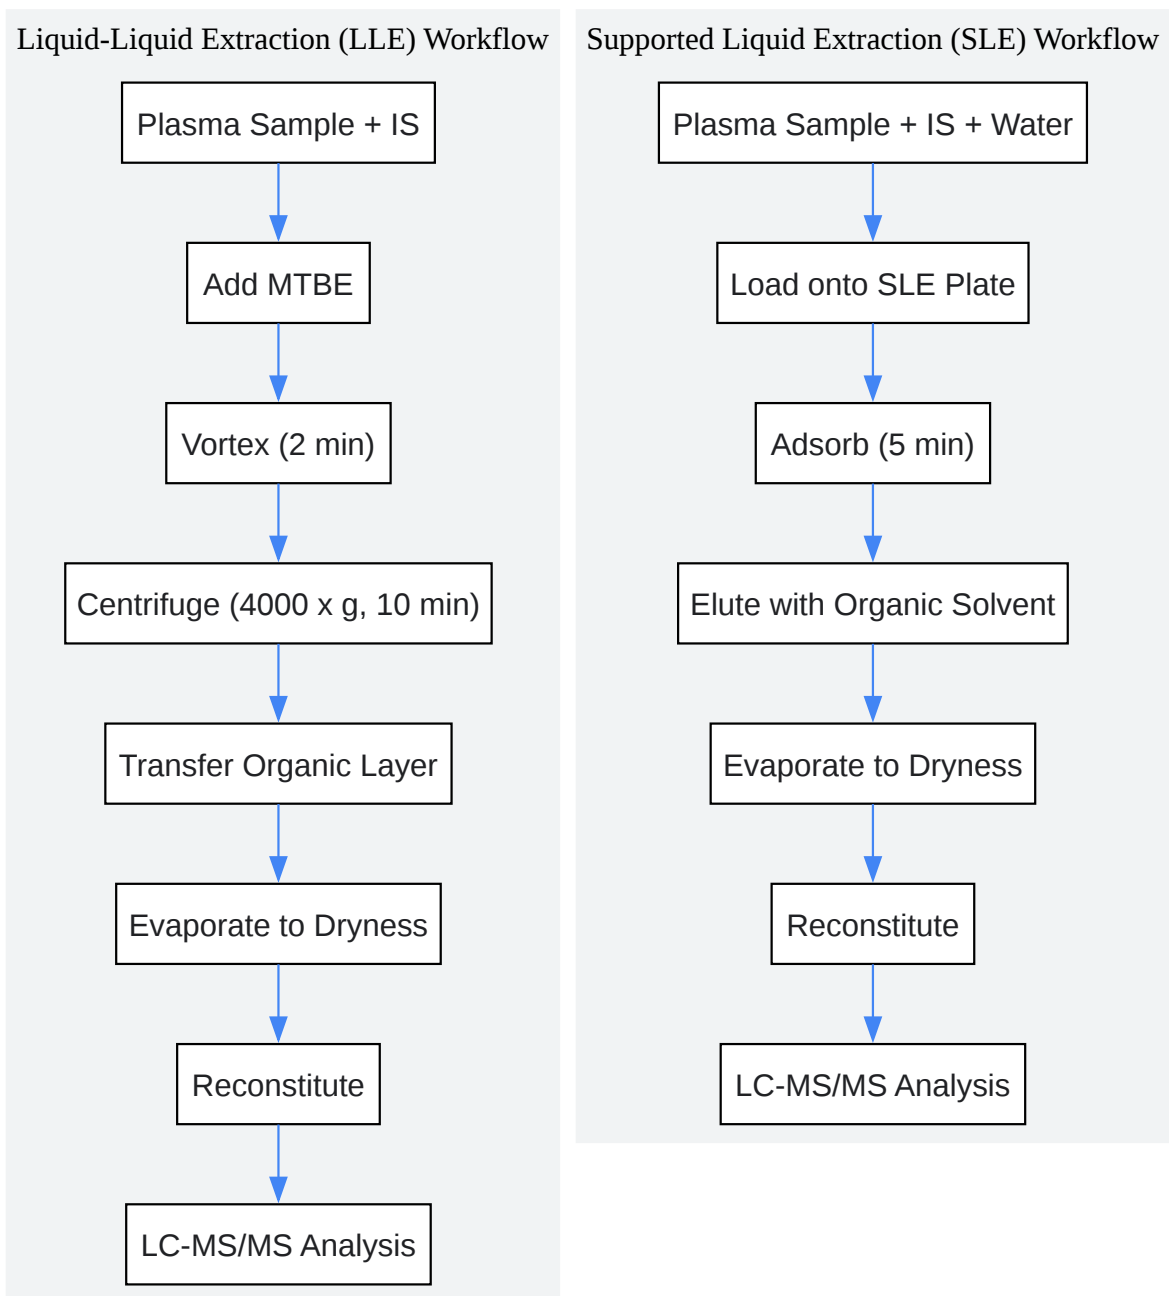 Liquid-Liquid Extraction (LLE) Workflow
Plasma Sample + IS
Add MTBE
Vortex (2 min)
Centrifuge (4000 x g, 10 min)
Transfer Organic Layer
Evaporate to Dryness
Reconstitute
LC-MS/MS Analysis
Supported Liquid Extraction (SLE) Workflow
Plasma Sample + IS + Water
Load onto SLE Plate
Adsorb (5 min)
Elute with Organic Solvent
Evaporate to Dryness
Reconstitute
LC-MS/MS Analysis